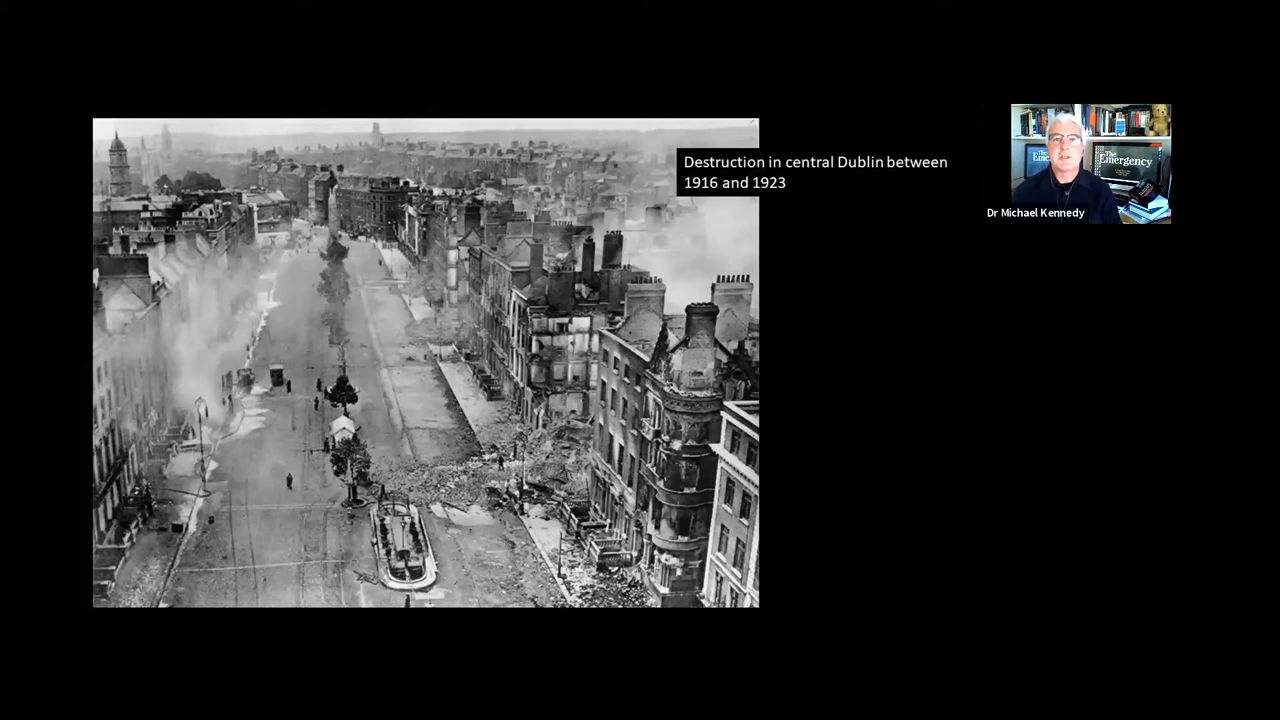 Destruction in central Dublin between
1916 and 1923
The
Emergency
Dr Michael Kennedy